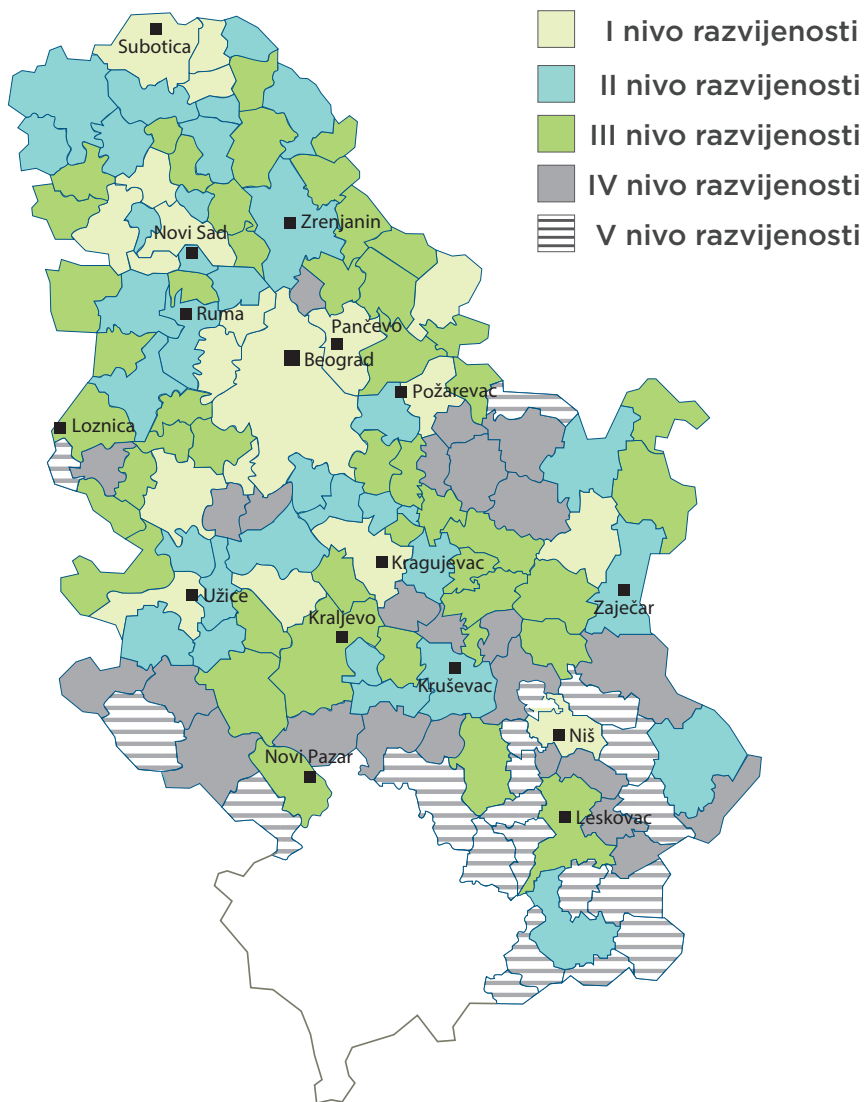 I nivo razvijenosti
II nivo razvijenosti
III nivo razvijenosti
IV nivo razvijenosti
V nivo razvijenosti
Subotica
Zrenjanin
Novi Sad
Ruma
Pančevo
Beograd
Požarevac
Loznica
Kragujevac
Užice
Zaječar
Kraljevo
Kruševac
Niš
Novi Pazar
Leskovac